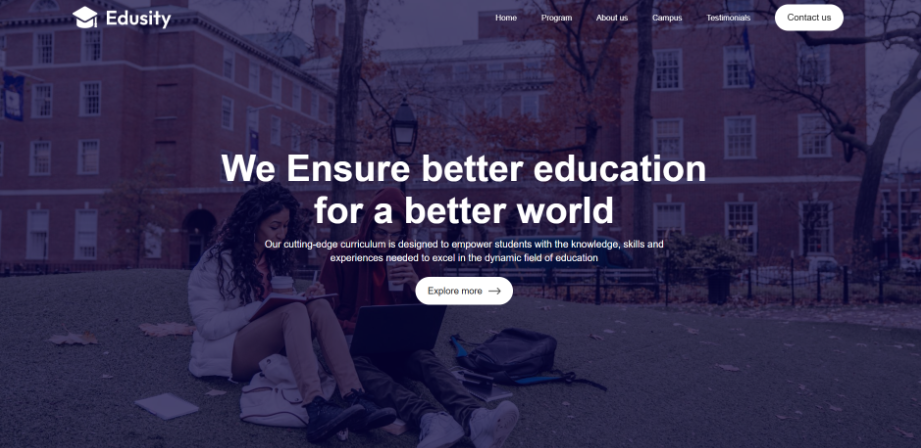 Edusity
Home Program About us Campus Testimonials Contact us
We Ensure better education
for a better world
Our cutting-edge curriculum is designed to empower students with the knowledge, skills and
experiences needed to excel in the dynamic field of education
Explore more